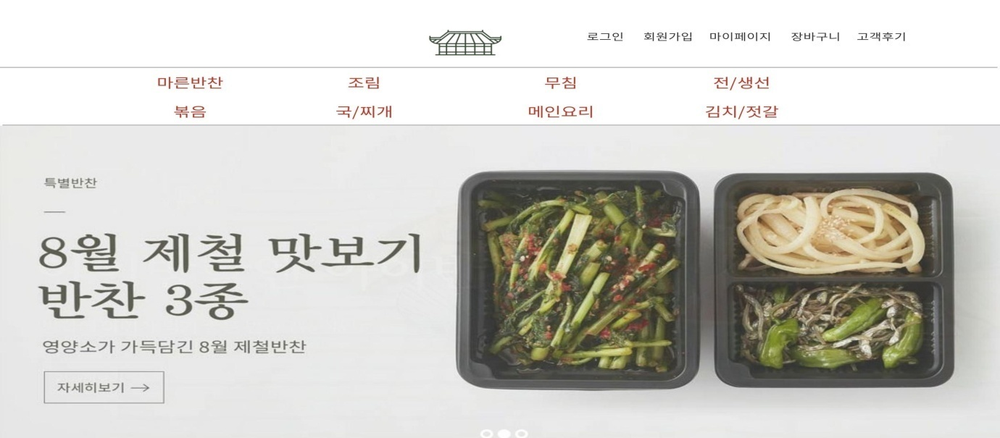 로그인 회원가입 마이페이지 장바구니 고객후기
마른반찬 조림 무침 전/생선
볶음 국/찌개 메인요리 김치/젓갈
특별반찬
8월 제철 맛보기
반찬 3종
영양소가 가득담긴 8월 제철반찬
자세히보기 →